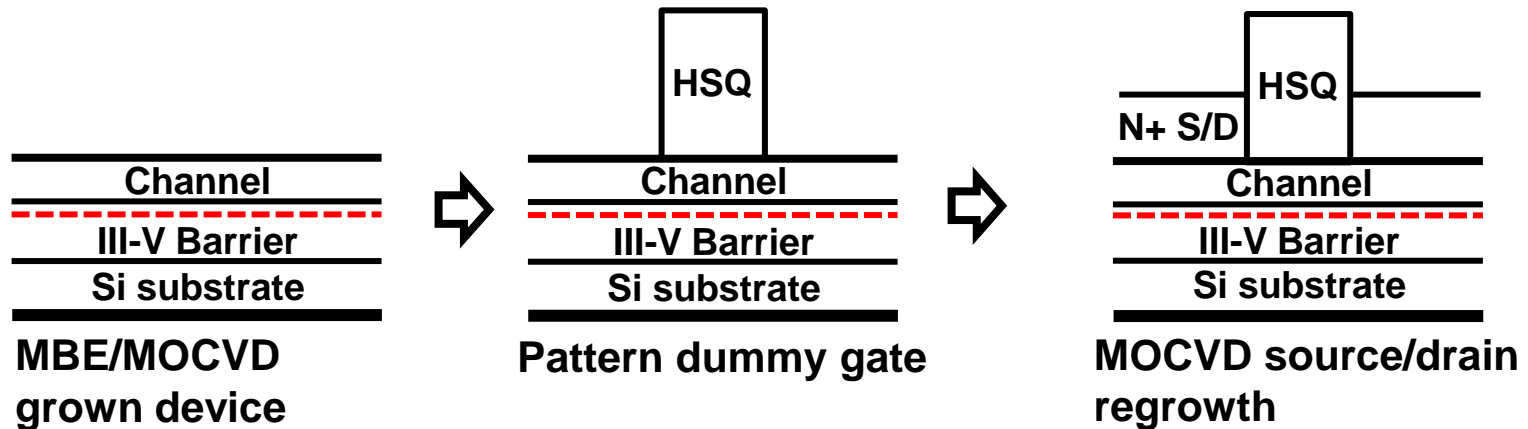 Channel
III-V Barrier
Si substrate
MBE/MOCVD
grown device
HSQ
Channel
III-V Barrier
Si substrate
Pattern dummy gate
HSQ
N+ S/D
Channel
III-V Barrier
Si substrate
MOCVD source/drain
regrowth